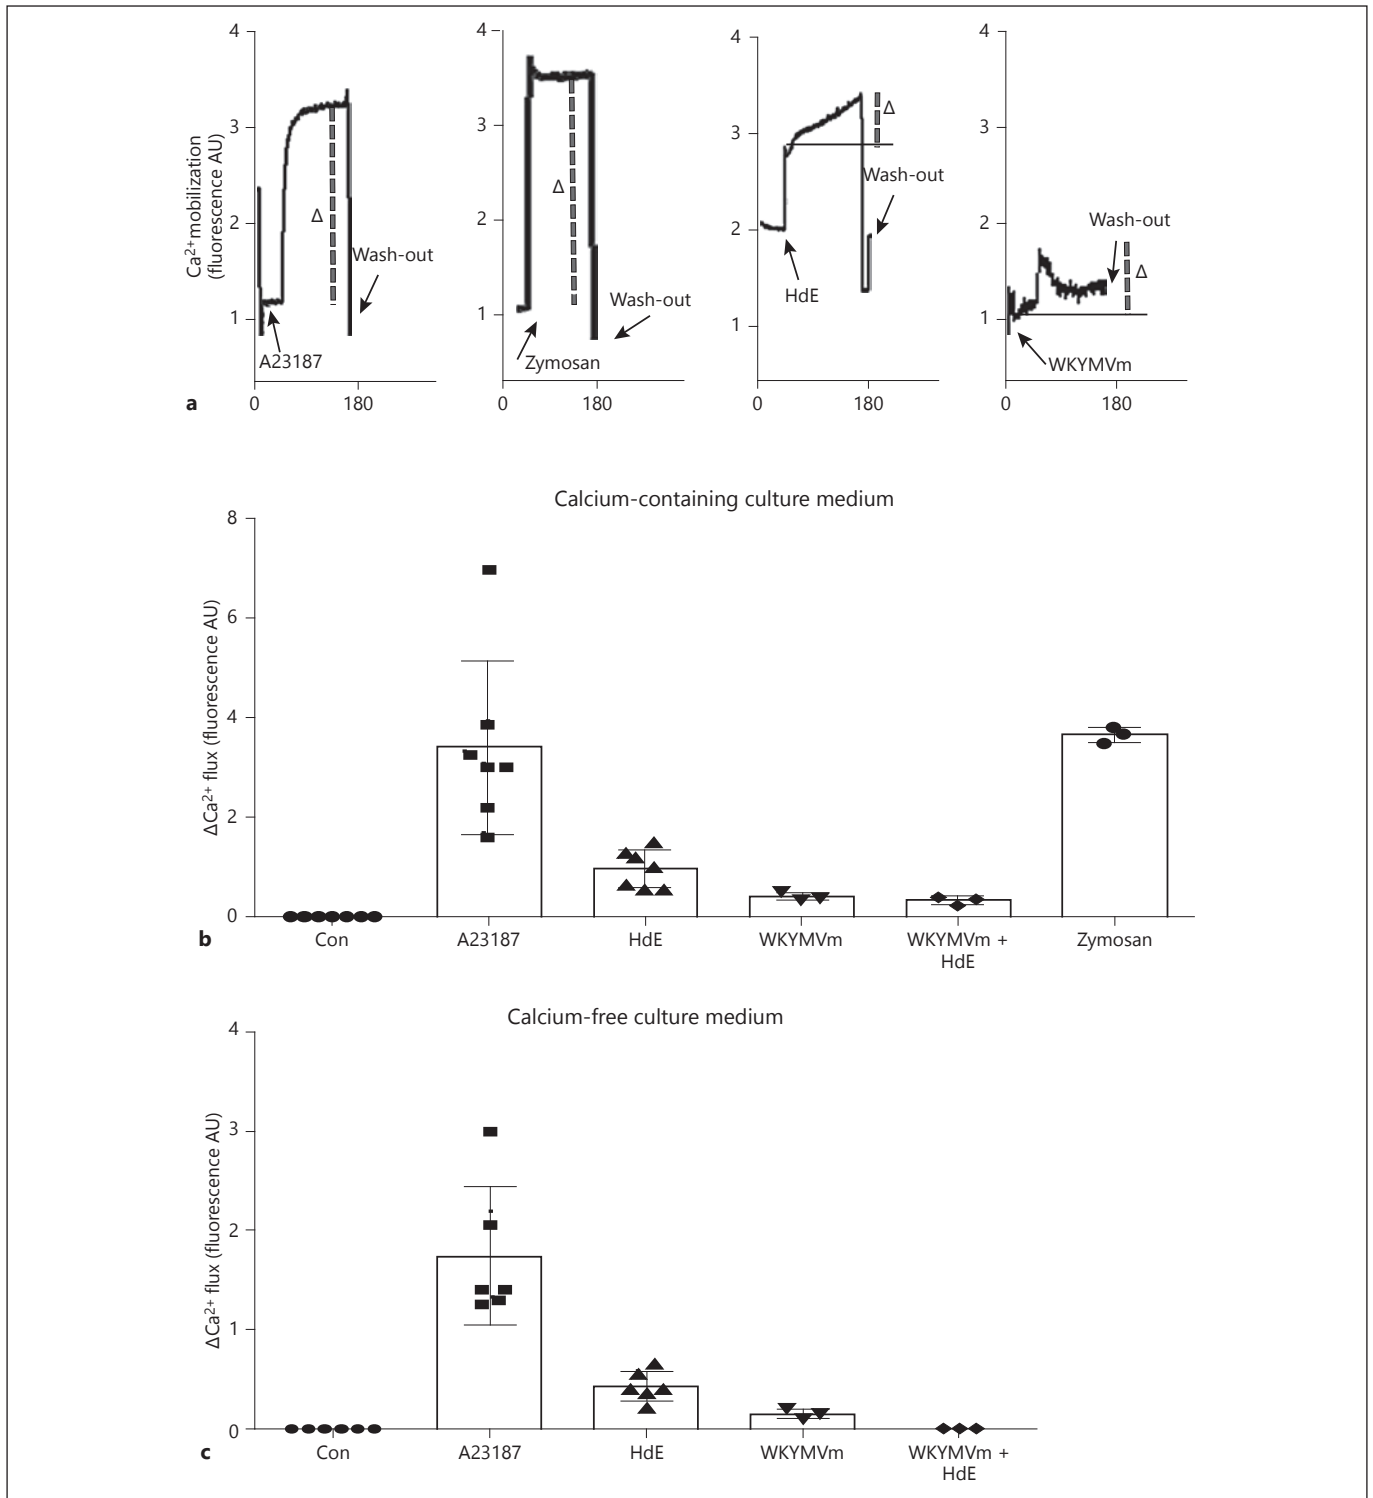 4
3
2
1
Ca2+mobilization
(fluorescence AU)
Δ
Wash-out
A23187
0
180
4
3
2
1
Δ
Wash-out
Zymosan
0
180
4
3
2
1
Δ
Wash-out
HdE
0
180
4
3
2
1
Wash-out
Δ
WKYMVm
0
180
a
Calcium-containing culture medium
8
6
4
2
0
ΔCa2+ flux (fluorescence AU)
Con
A23187
HdE
WKYMVm
WKYMVm +
HdE
Zymosan
b
Calcium-free culture medium
4
3
2
1
0
ΔCa2+ flux (fluorescence AU)
Con
A23187
HdE
WKYMVm
WKYMVm +
HdE
c